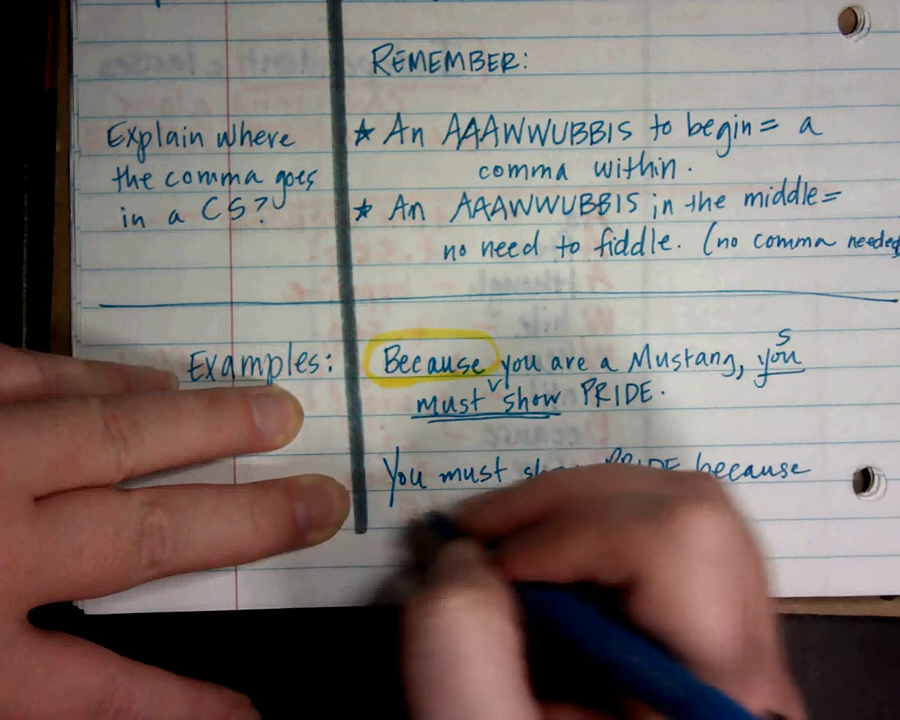 REMEMBER:
Explain where
the comma goes
in a CS?
★ An AAAWWUBBIS to begin = a
comma within.
★ An AAAWWUBBIS in the middle =
no need to fiddle. (no comma needed
Examples:
Because you are a Mustang, you
S
V
must show PRIDE.
You must PRIDE because